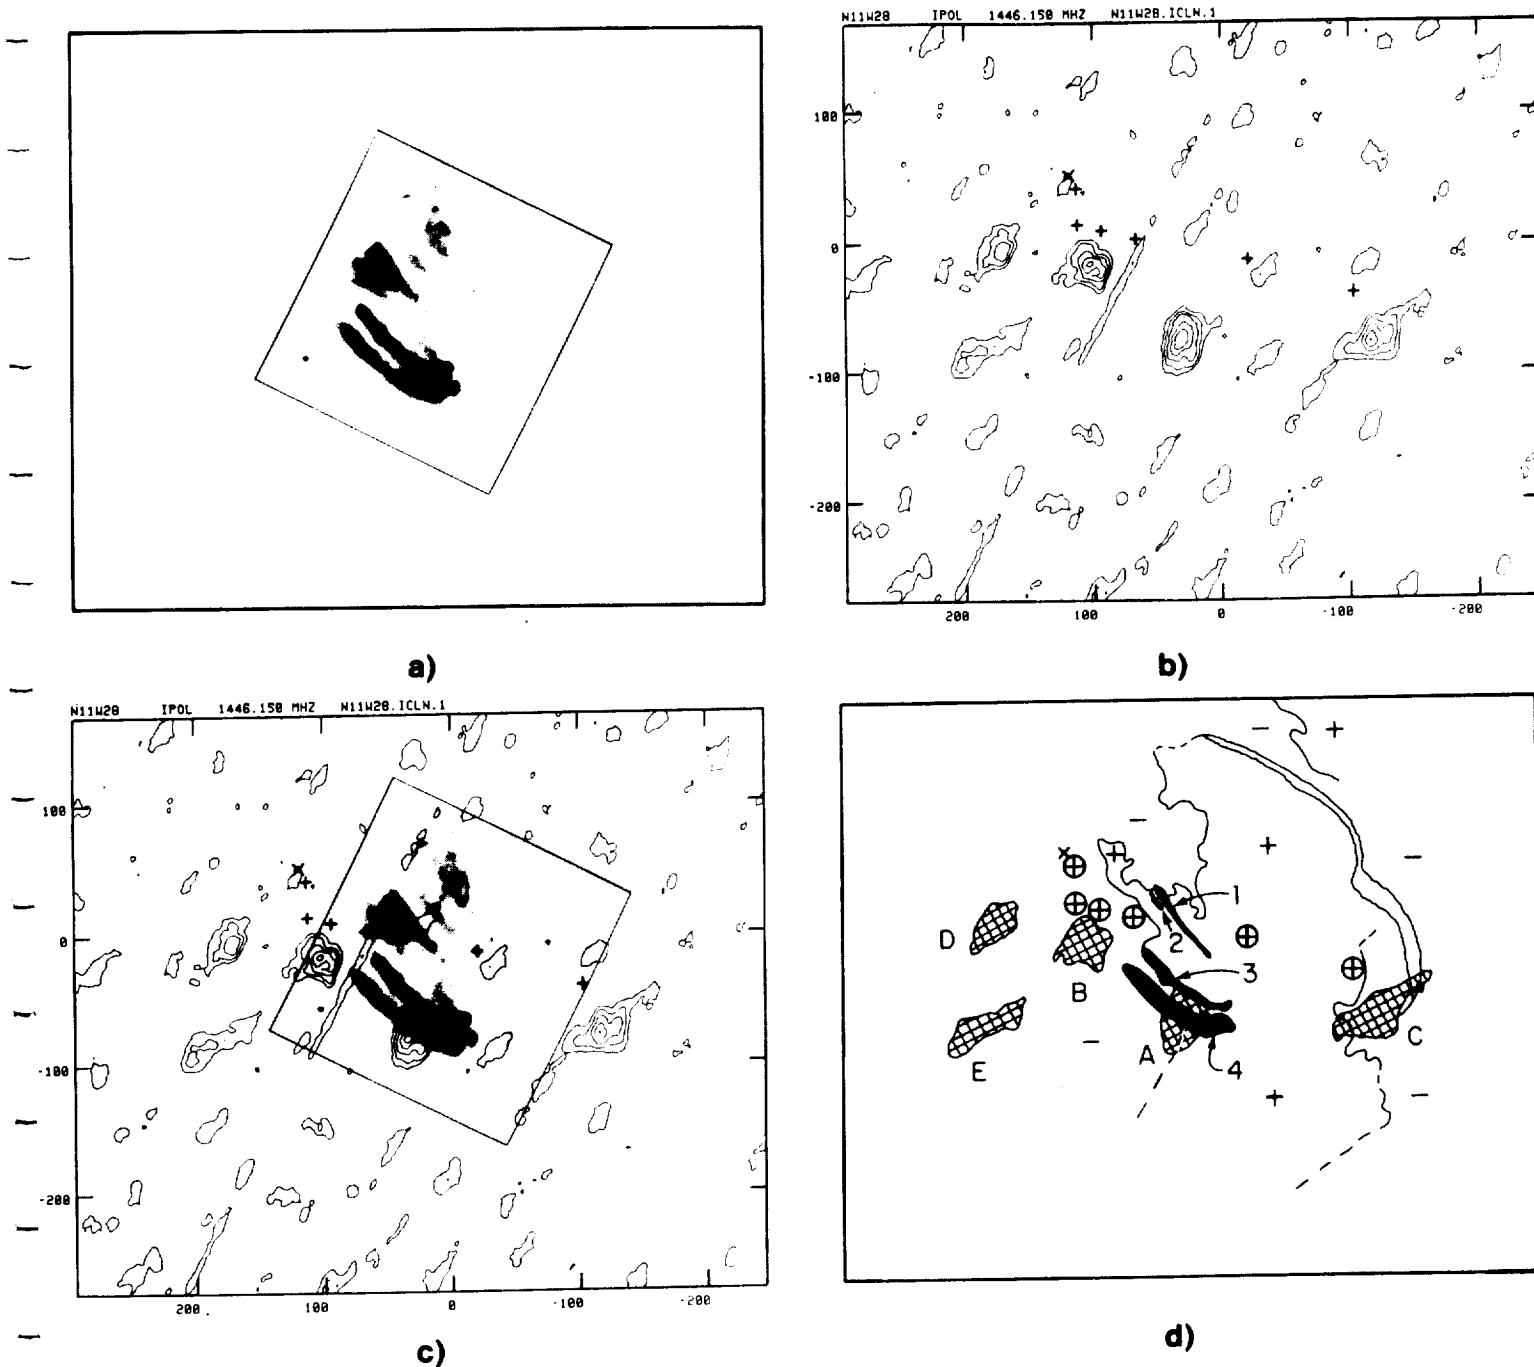 N11W28 IPOL 1446.150 MHZ N11W28.ICLN.1
100
0
-100
-200
200 100 0 -100 -200
a)
b)
N11W28 IPOL 1446.150 MHZ N11W28.ICLN.1
100
0
-100
-200
200. 100 0 -100 -200
c)
- +
-
+ + -
x
1
2
D
B
3
E
-
A
4
C
+ -
d)